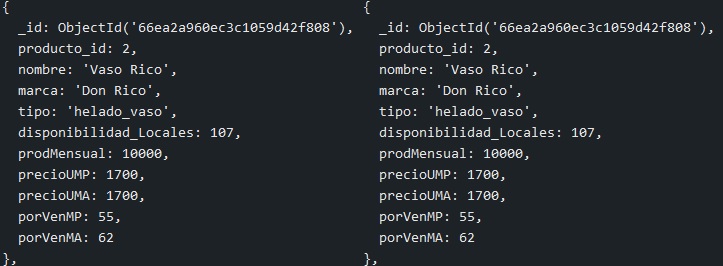 {
  _id: ObjectId('66ea2a960ec3c1059d42f808'),
  producto_id: 2,
  nombre: 'Vaso Rico',
  marca: 'Don Rico',
  tipo: 'helado_vaso',
  disponibilidad_Locales: 107,
  prodMensual: 10000,
  precioUMP: 1700,
  precioUMA: 1700,
  porVenMP: 55,
  porVenMA: 62
},
{
  _id: ObjectId('66ea2a960ec3c1059d42f808'),
  producto_id: 2,
  nombre: 'Vaso Rico',
  marca: 'Don Rico',
  tipo: 'helado_vaso',
  disponibilidad_Locales: 107,
  prodMensual: 10000,
  precioUMP: 1700,
  precioUMA: 1700,
  porVenMP: 55,
  porVenMA: 62
},